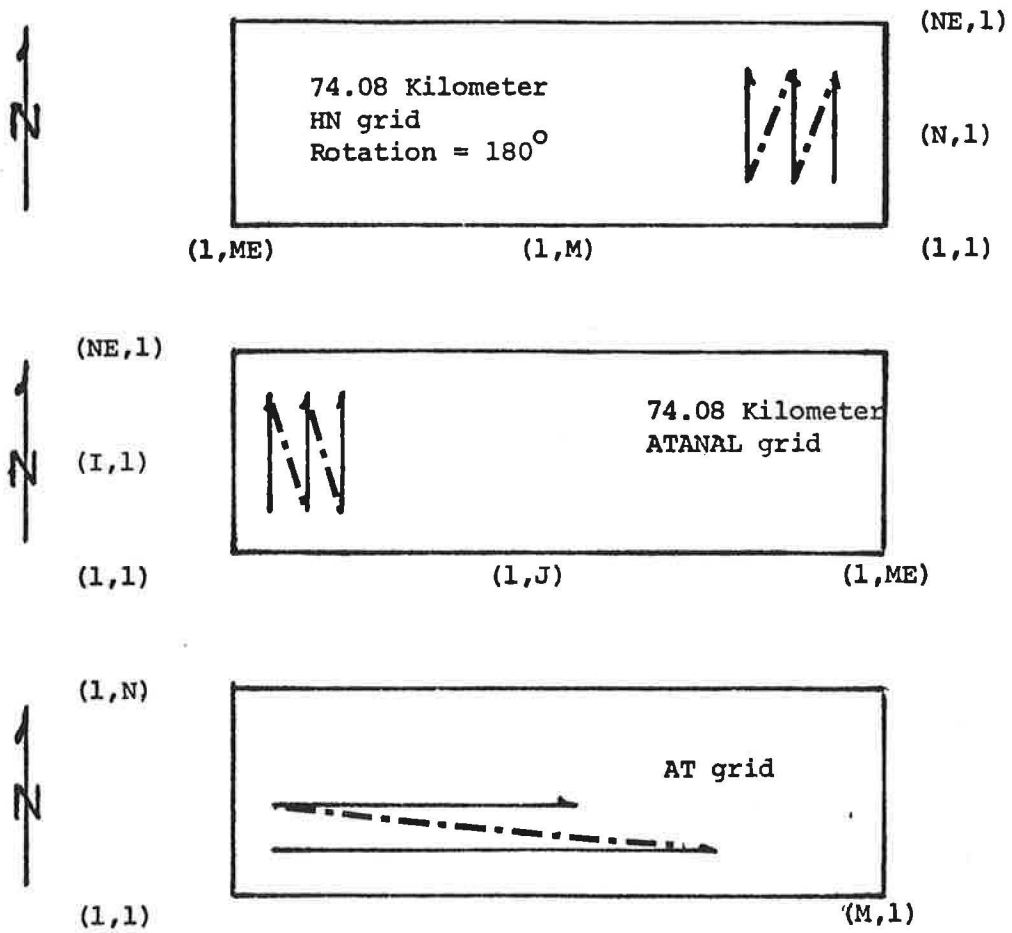 (NE,1)
N
74.08 Kilometer
HN grid
Rotation = 180°
(N,1)
(1,ME)
(1,M)
(1,1)
(NE,1)
N
74.08 Kilometer
ATANAL grid
(I,1)
(1,1)
(1,J)
(1,ME)
(1,N)
N
AT grid
(1,1)
(M,1)